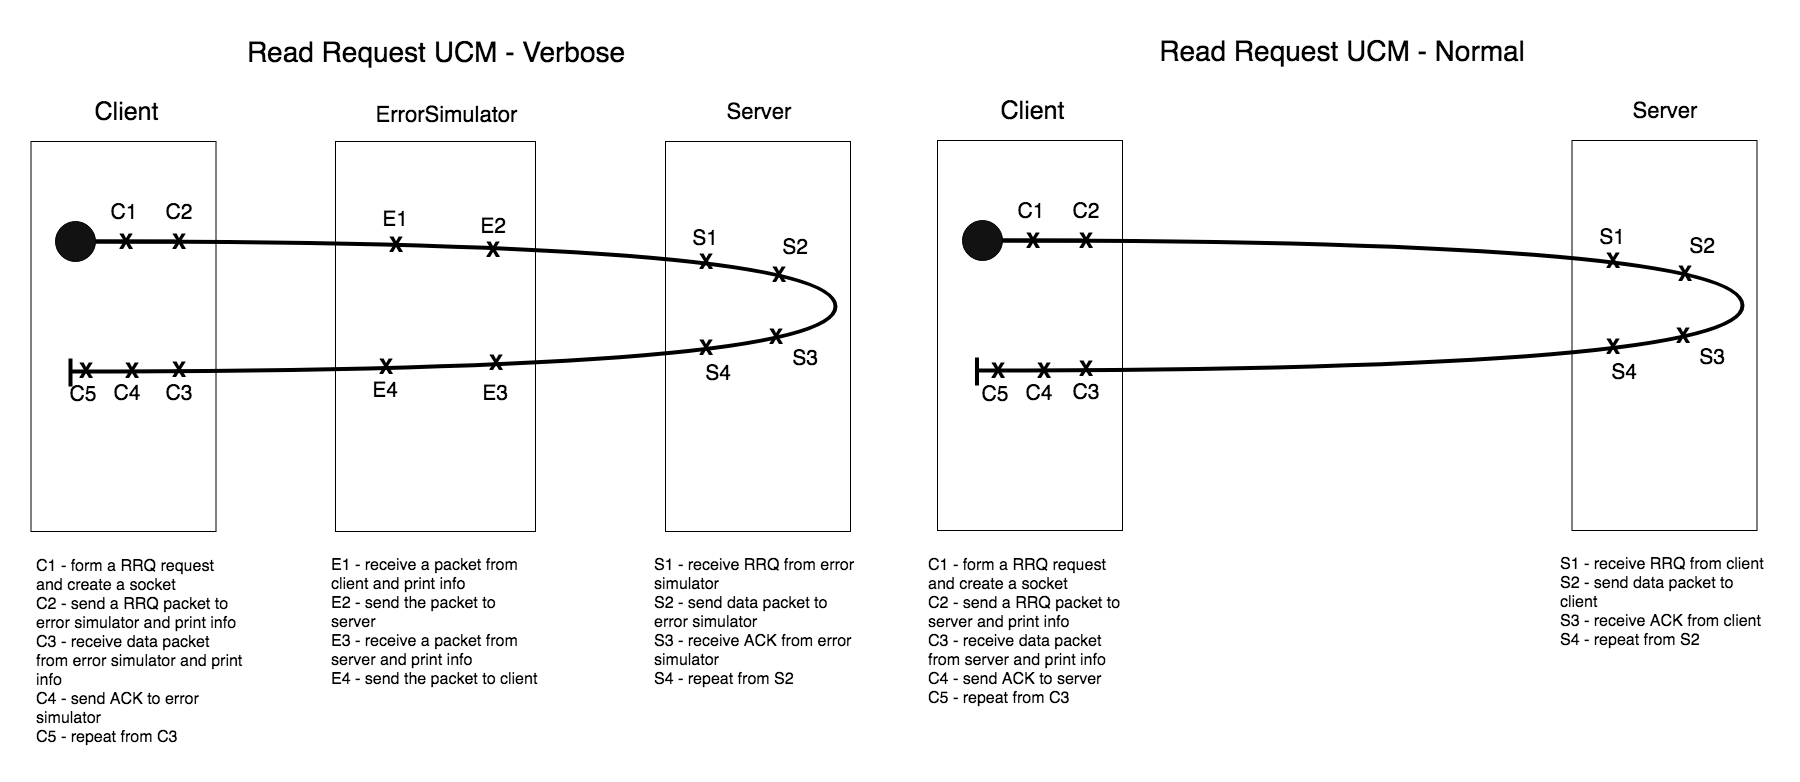 Read Request UCM - Verbose
Client
ErrorSimulator
Server
C1
C2
E1
E2
S1
S2
C5
C4
C3
E4
E3
S4
S3
C1 - form a RRQ request
and create a socket
C2 - send a RRQ packet to
error simulator and print info
C3 - receive data packet
from error simulator and print
info
C4 - send ACK to error
simulator
C5 - repeat from C3
E1 - receive a packet from
client and print info
E2 - send the packet to
server
E3 - receive a packet from
server and print info
E4 - send the packet to client
S1 - receive RRQ from error
simulator
S2 - send data packet to
error simulator
S3 - receive ACK from error
simulator
S4 - repeat from S2
Read Request UCM - Normal
Client
Server
C1
C2
S1
S2
C5
C4
C3
S4
S3
C1 - form a RRQ request
and create a socket
C2 - send a RRQ packet to
server and print info
C3 - receive data packet
from server and print info
C4 - send ACK to server
C5 - repeat from C3
S1 - receive RRQ from client
S2 - send data packet to
client
S3 - receive ACK from client
S4 - repeat from S2